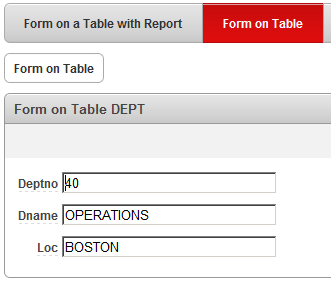 Form on a Table with Report Form on Table
Form on Table
Form on Table DEPT
Deptno 40
Dname OPERATIONS
Loc BOSTON